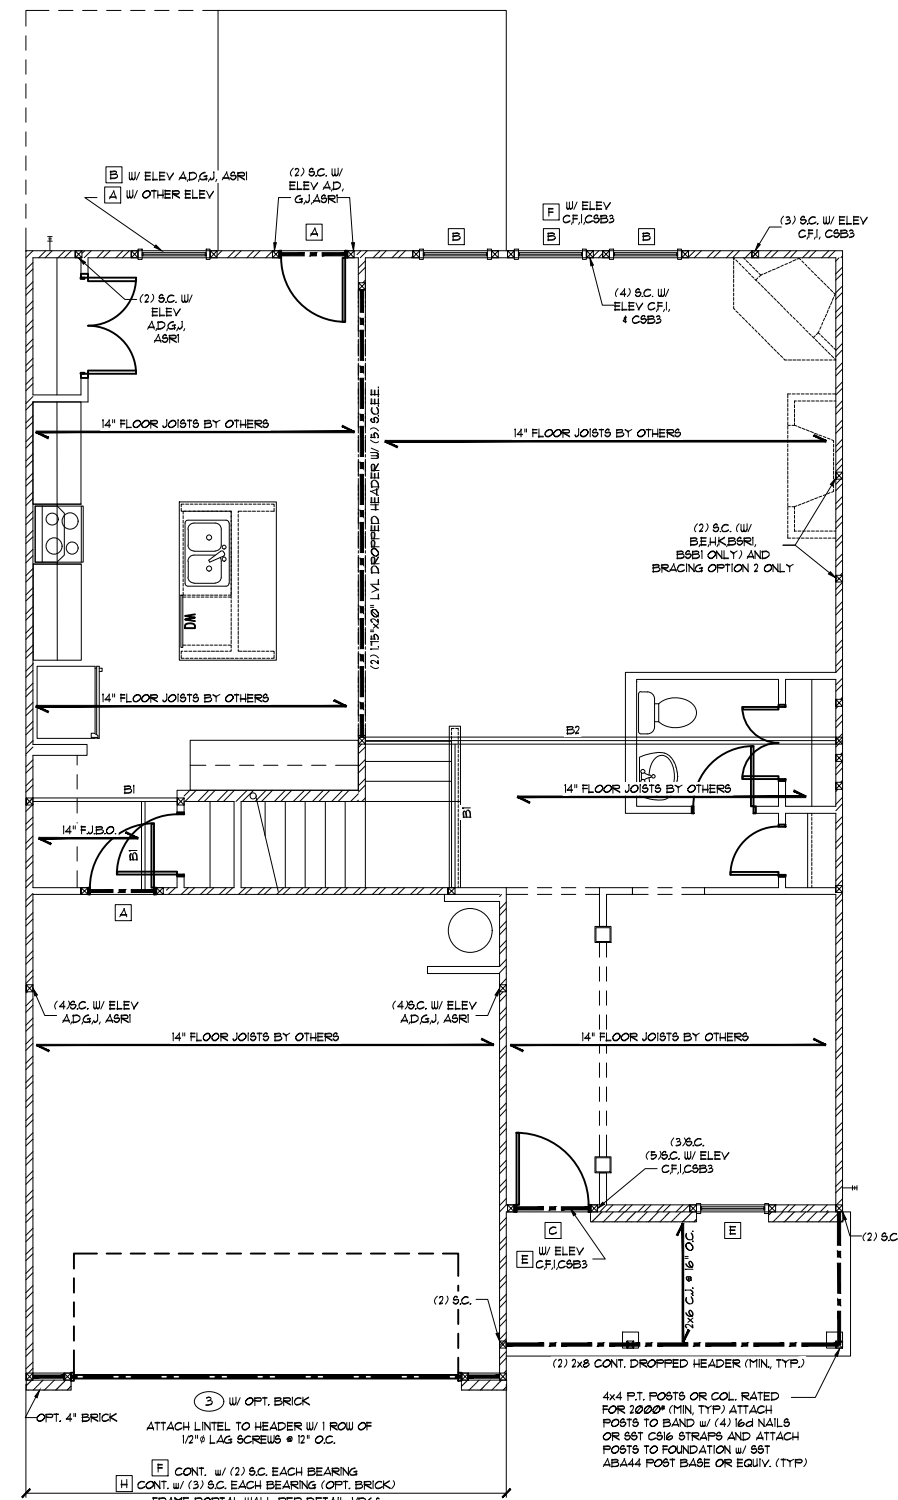 B W/ ELEV A,D,G,J, ASR1
A W/ OTHER ELEV
(2) S.C. W/
ELEV A,D,
G,J,ASR1
A
F W/ ELEV
C,F,I,CSB3
B
B
B
(3) S.C. W/ ELEV
C,F,I, CSB3
(2) S.C. W/
ELEV
A,D,G,J,
ASR1
(4) S.C. W/
ELEV C,F,I,
& CSB3
14" FLOOR JOISTS BY OTHERS
14" FLOOR JOISTS BY OTHERS
(2) 1.75"x20" LVL DROPPED HEADER W/ (5) S.C.E.E.
(2) S.C. (W/
B,E,H,K,BSR1,
BSB1 ONLY) AND
BRACING OPTION 2 ONLY
DW
14" FLOOR JOISTS BY OTHERS
B2
B1
14" FLOOR JOISTS BY OTHERS
B1
14" F.J.B.O.
B1
A
(4)S.C. W/ ELEV
A,D,G,J, ASR1
(4)S.C. W/ ELEV
A,D,G,J, ASR1
14" FLOOR JOISTS BY OTHERS
14" FLOOR JOISTS BY OTHERS
(3)S.C.
(5)S.C. W/ ELEV
C,F,I,CSB3
C
E
E W/ ELEV
C,F,I,CSB3
(2) S.C
2x6 C.J. @ 16" O.C.
(2) S.C.
(2) 2x8 CONT. DROPPED HEADER (MIN, TYP.)
3 W/ OPT. BRICK
OPT. 4" BRICK
ATTACH LINTEL TO HEADER W/ 1 ROW OF
1/2"ϕ LAG SCREWS @ 12" O.C.
4x4 P.T. POSTS OR COL. RATED
FOR 2000# (MIN, TYP) ATTACH
POSTS TO BAND w/ (4) 16d NAILS
OR SST CS16 STRAPS AND ATTACH
POSTS TO FOUNDATION w/ SST
ABA44 POST BASE OR EQUIV. (TYP)
F CONT. w/ (2) S.C. EACH BEARING
H CONT. w/ (3) S.C. EACH BEARING (OPT. BRICK)
FRAME PORTAL WALL PER DETAIL